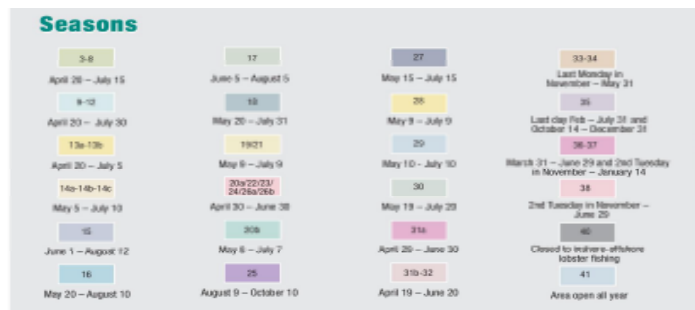 Seasons
3-8
April 20 – July 15
9-12
April 20 – July 30
13a-13b
April 20 – July 5
14a-14b-14c
May 5 – July 10
15
June 1 – August 12
16
May 20 – August 10
17
June 5 – August 5
18
May 20 – July 31
19/21
May 9 – July 9
20a/22/23/
24/26a/26b
April 30 – June 30
20b
May 6 – July 7
25
August 9 – October 10
27
May 15 – July 15
28
May 9 – July 9
29
May 10 – July 10
30
May 19 – July 20
31a
April 29 – June 30
31b-32
April 19 – June 20
33-34
Last Monday in
November – May 31
35
Last day Feb – July 31 and
October 14 – December 31
36-37
March 31 – June 29 and 2nd Tuesday
in November – January 14
38
2nd Tuesday in November –
June 29
40
Closed to inshore-offshore
lobster fishing
41
Area open all year